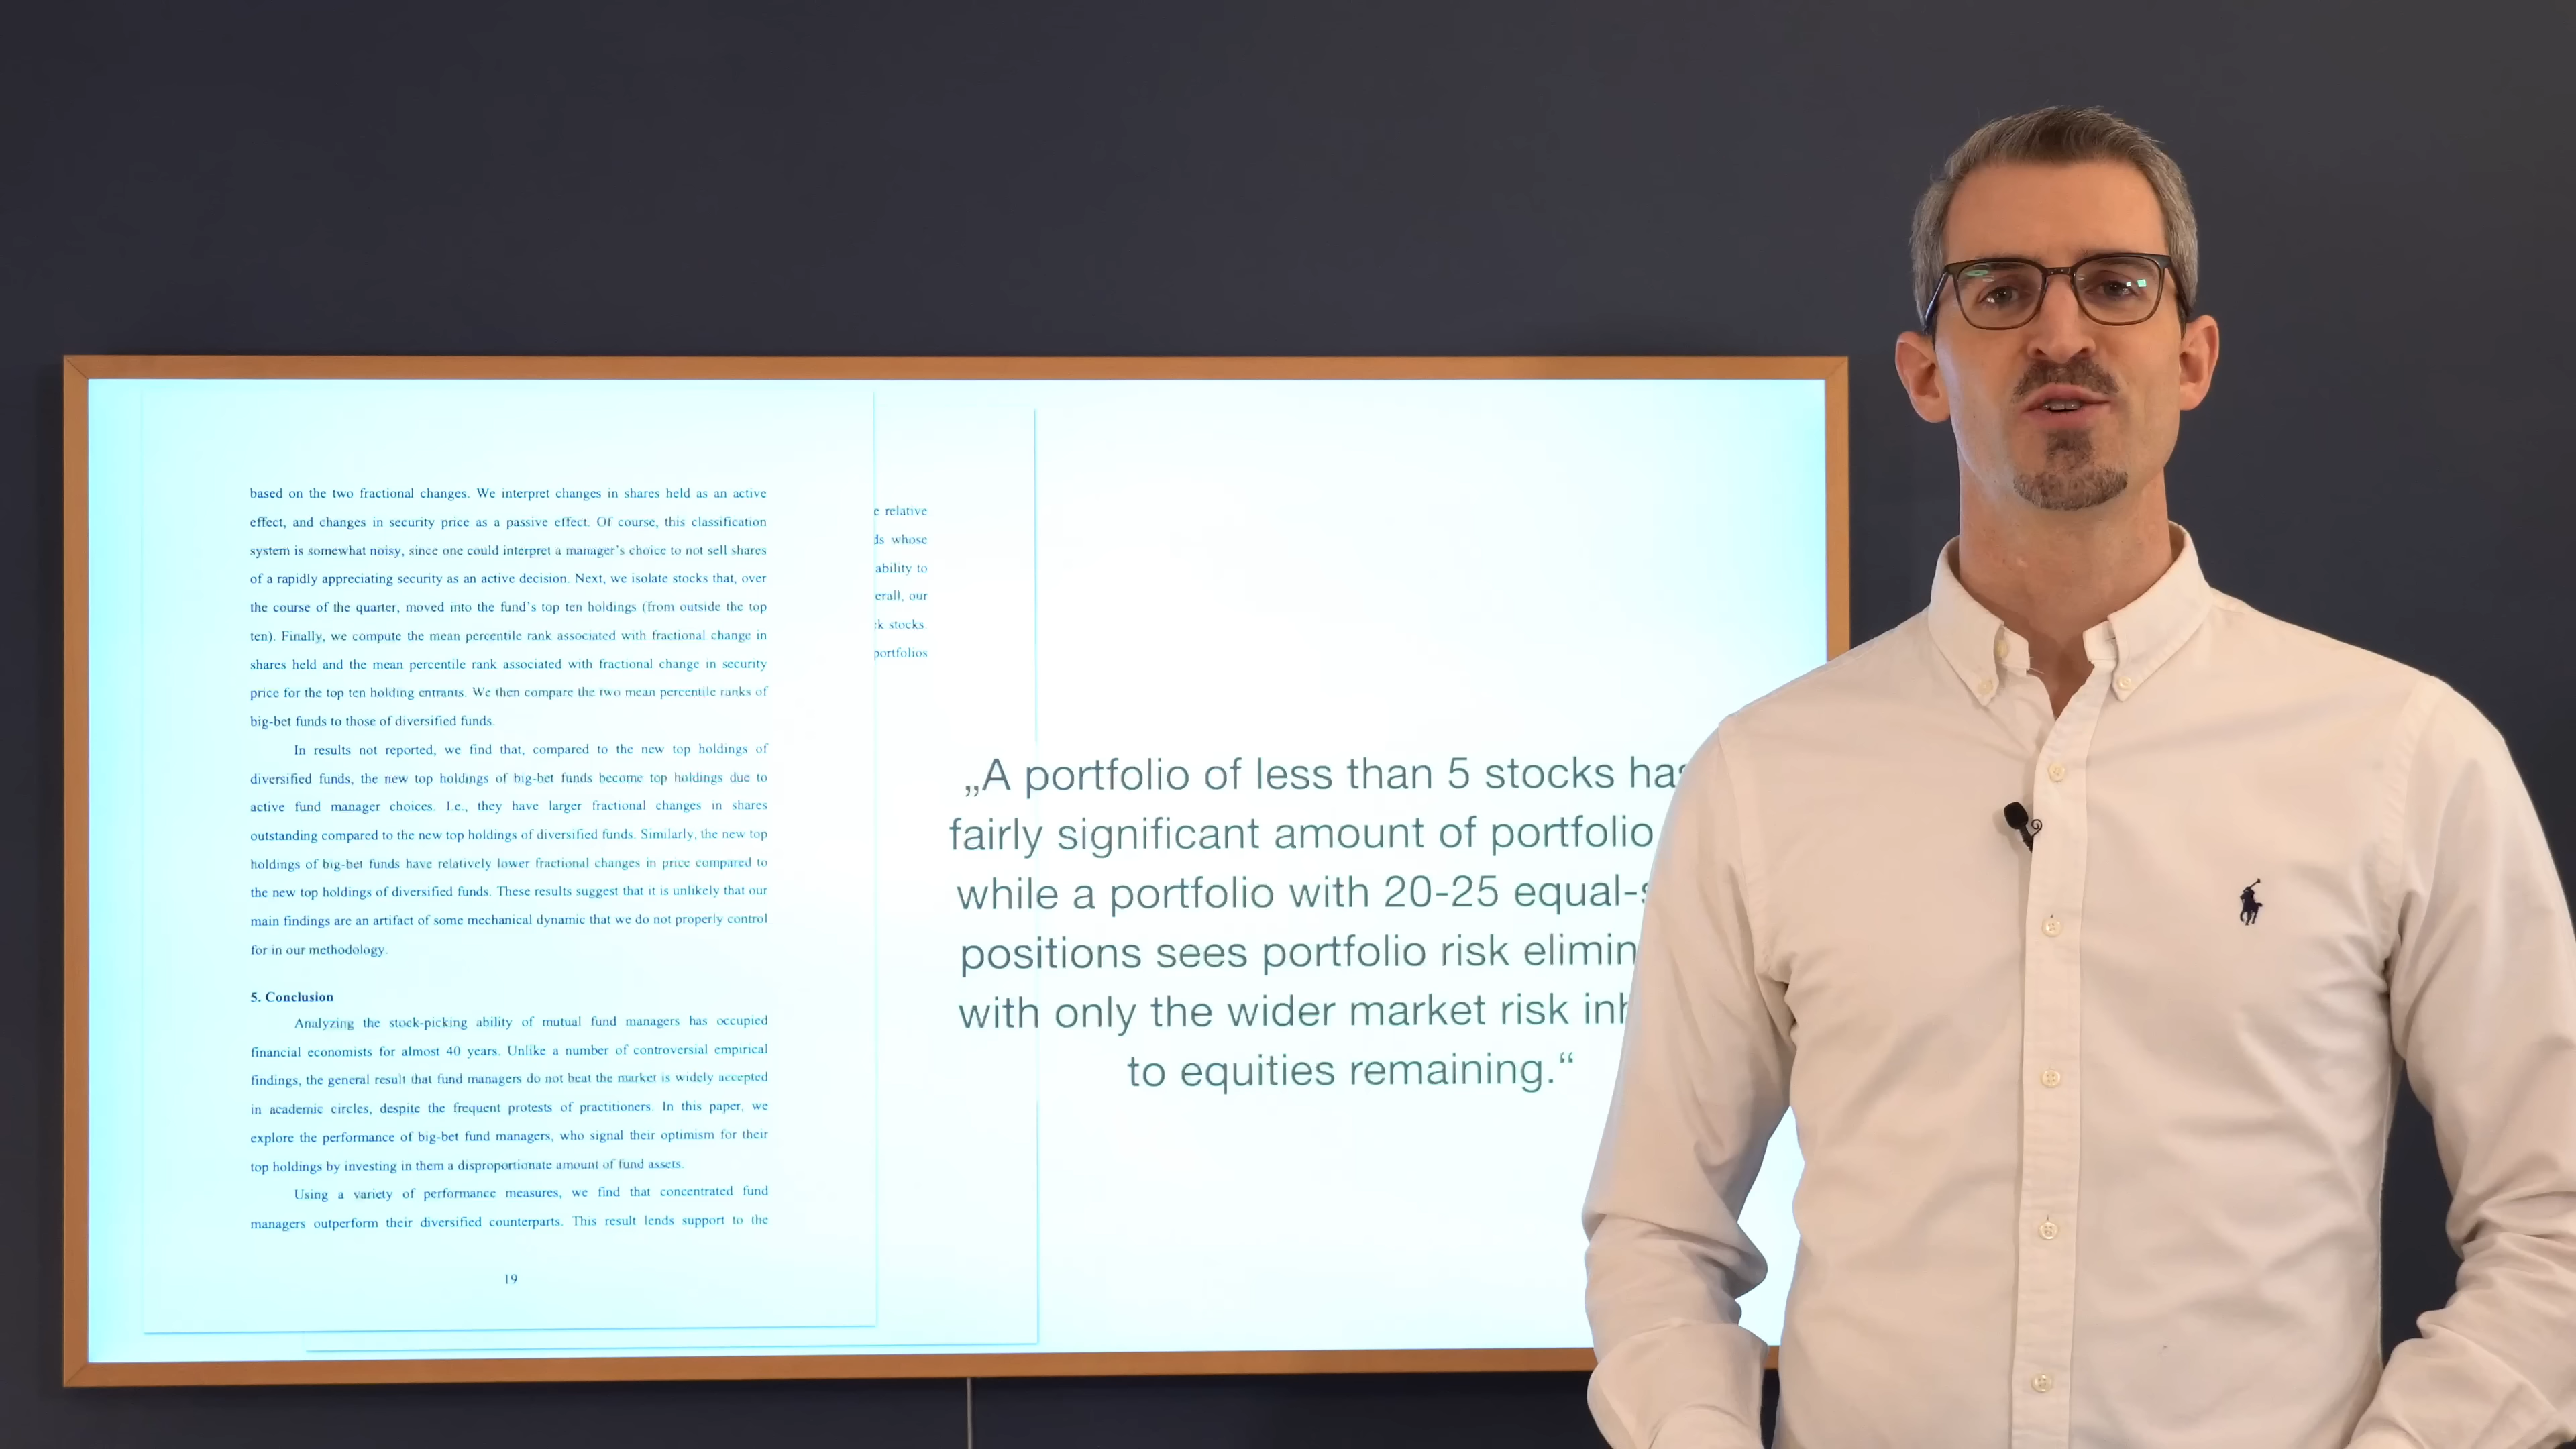 based on the two fractional changes. We interpret changes in shares held as an active
effect, and changes in security price as a passive effect. Of course, this classification
system is somewhat noisy, since one could interpret a manager's choice to not sell shares
of a rapidly appreciating security as an active decision. Next, we isolate stocks that, over
the course of the quarter, moved into the fund's top ten holdings (from outside the top
ten). Finally, we compute the mean percentile rank associated with fractional change in
shares held and the mean percentile rank associated with fractional change in security
price for the top ten holding entrants. We then compare the two mean percentile ranks of
big-bet funds to those of diversified funds.
In results not reported, we find that, compared to the new top holdings of
diversified funds, the new top holdings of big-bet funds become top holdings due to
active fund manager choices. I.e., they have larger fractional changes in shares
outstanding compared to the new top holdings of diversified funds. Similarly, the new top
holdings of big-bet funds have relatively lower fractional changes in price compared to
the new top holdings of diversified funds. These results suggest that it is unlikely that our
main findings are an artifact of some mechanical dynamic that we do not properly control
for in our methodology.
5. Conclusion
Analyzing the stock-picking ability of mutual fund managers has occupied
financial economists for almost 40 years. Unlike a number of controversial empirical
findings, the general result that fund managers do not beat the market is widely accepted
in academic circles, despite the frequent protests of practitioners. In this paper, we
explore the performance of big-bet fund managers, who signal their optimism for their
top holdings by investing in them a disproportionate amount of fund assets.
Using a variety of performance measures, we find that concentrated fund
managers outperform their diversified counterparts. This result lends support to the
19
relative
whose
ability to
our
stocks
portfolios
„A portfolio of less than 5 stocks
fairly significant amount of portfolio
while a portfolio with 20-25
positions sees portfolio risk
with only the wider market risk
to equities remaining.“